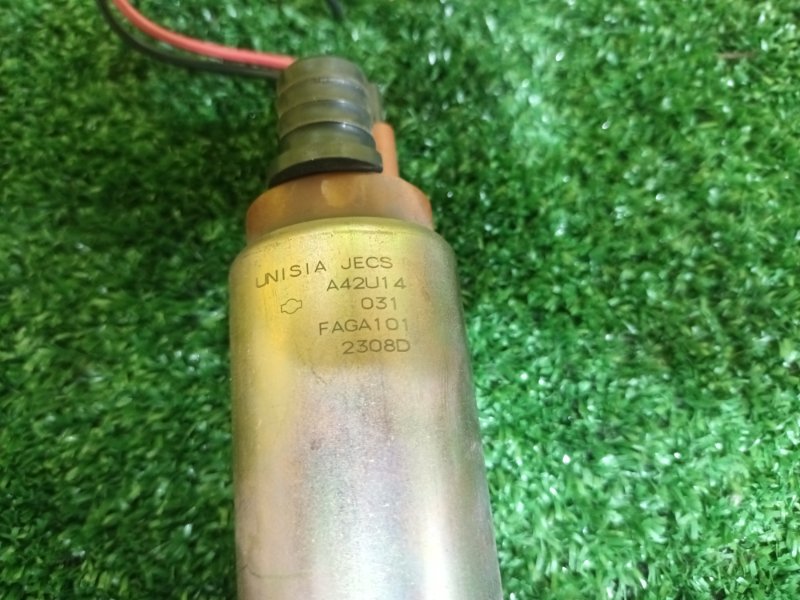 UNISIA JECS
A42U14
031
FAGA101
2308D